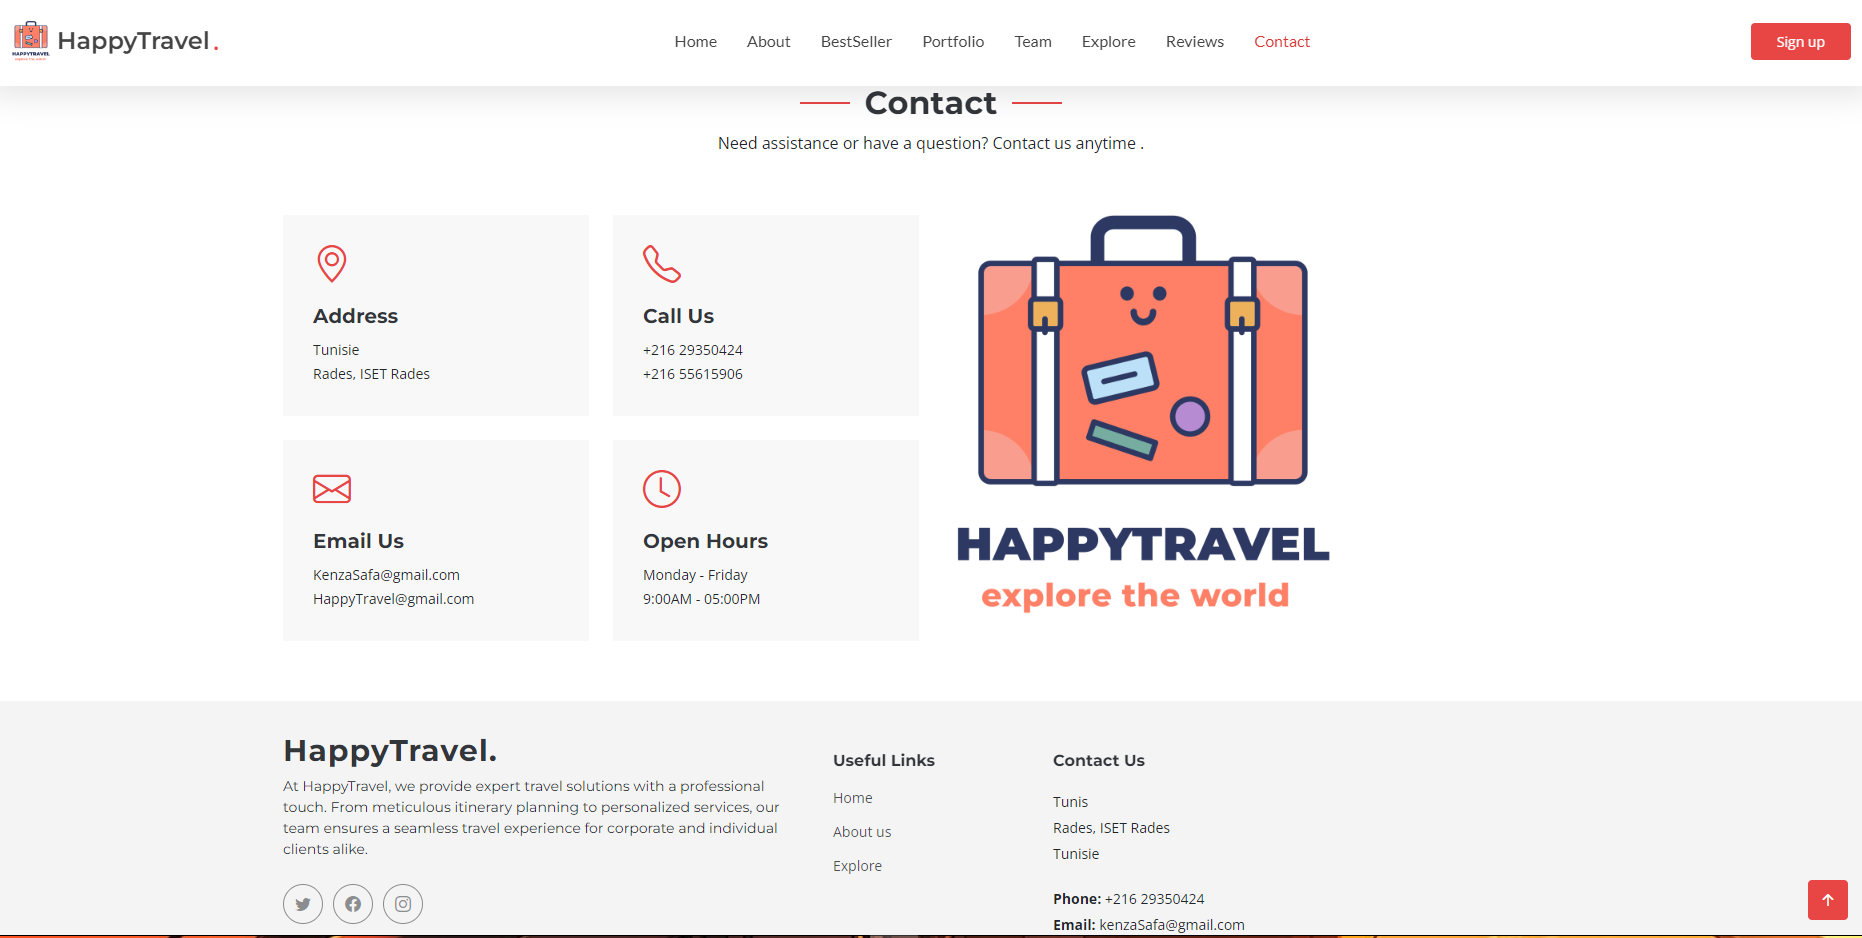 HappyTravel.
Home
About
BestSeller
Portfolio
Team
Explore
Reviews
Contact
Sign up
Contact
Need assistance or have a question? Contact us anytime .
Address
Tunisie
Rades, ISET Rades
Call Us
+216 29350424
+216 55615906
Email Us
KenzaSafa@gmail.com
HappyTravel@gmail.com
Open Hours
Monday - Friday
9:00AM - 05:00PM
HAPPYTRAVEL
explore the world
HappyTravel.
At HappyTravel, we provide expert travel solutions with a professional
touch. From meticulous itinerary planning to personalized services, our
team ensures a seamless travel experience for corporate and individual
clients alike.
Useful Links
Home
About us
Explore
Contact Us
Tunis
Rades, ISET Rades
Tunisie
Phone: +216 29350424
Email: kenzaSafa@gmail.com